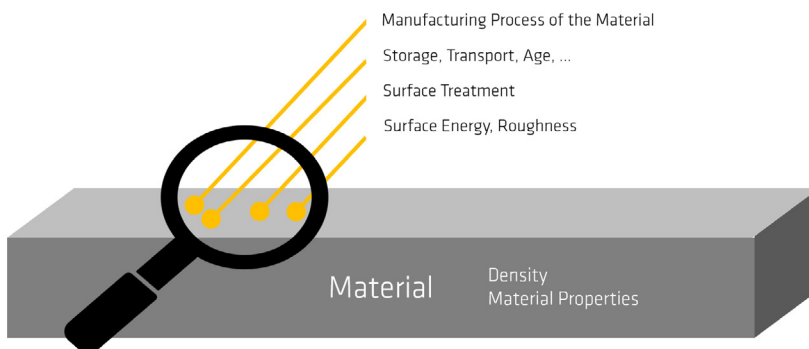 Manufacturing Process of the Material
Storage, Transport, Age, ...
Surface Treatment
Surface Energy, Roughness
Material
Density
Material Properties